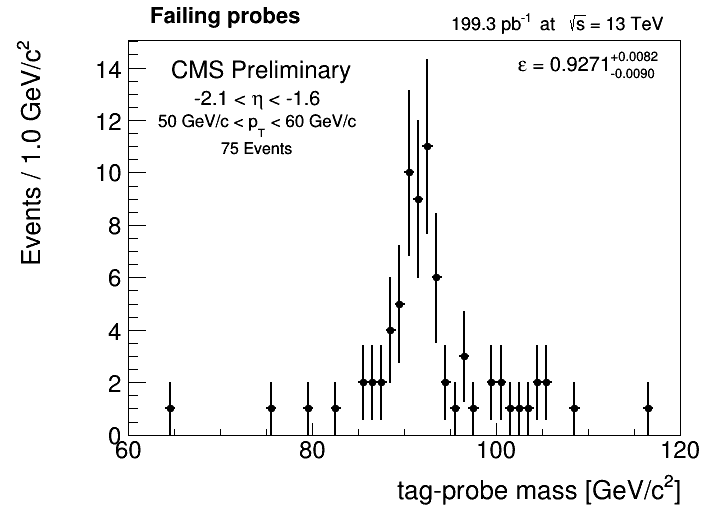 Failing probes
199.3 pb⁻¹ at √s = 13 TeV
CMS Preliminary
ε = 0.9271 +0.0082 -0.0090
-2.1 < η < -1.6
50 GeV/c < p_T < 60 GeV/c
75 Events
Events / 1.0 GeV/c²
14
12
10
8
6
4
2
0
60 80 100 120
tag-probe mass [GeV/c²]